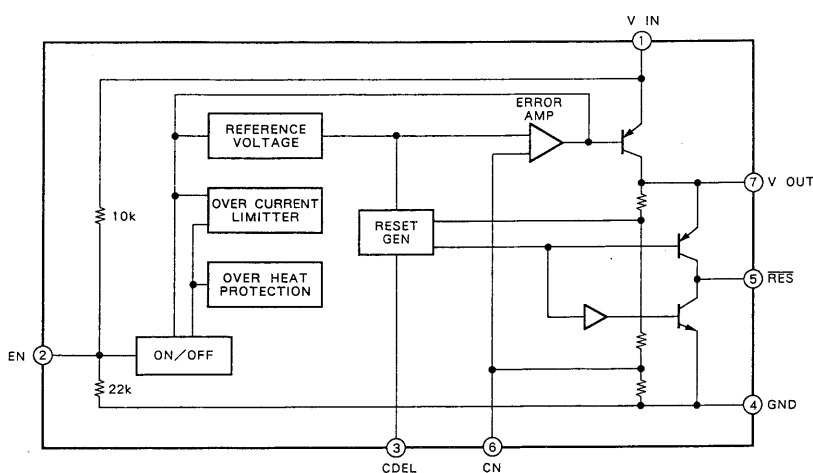 V IN
1
ERROR
AMP
REFERENCE
VOLTAGE
7 V OUT
10k
OVER CURRENT
LIMITTER
RESET
GEN
OVER HEAT
PROTECTION
5 RES
EN 2
ON/OFF
22k
4 GND
3
6
CDEL
CN